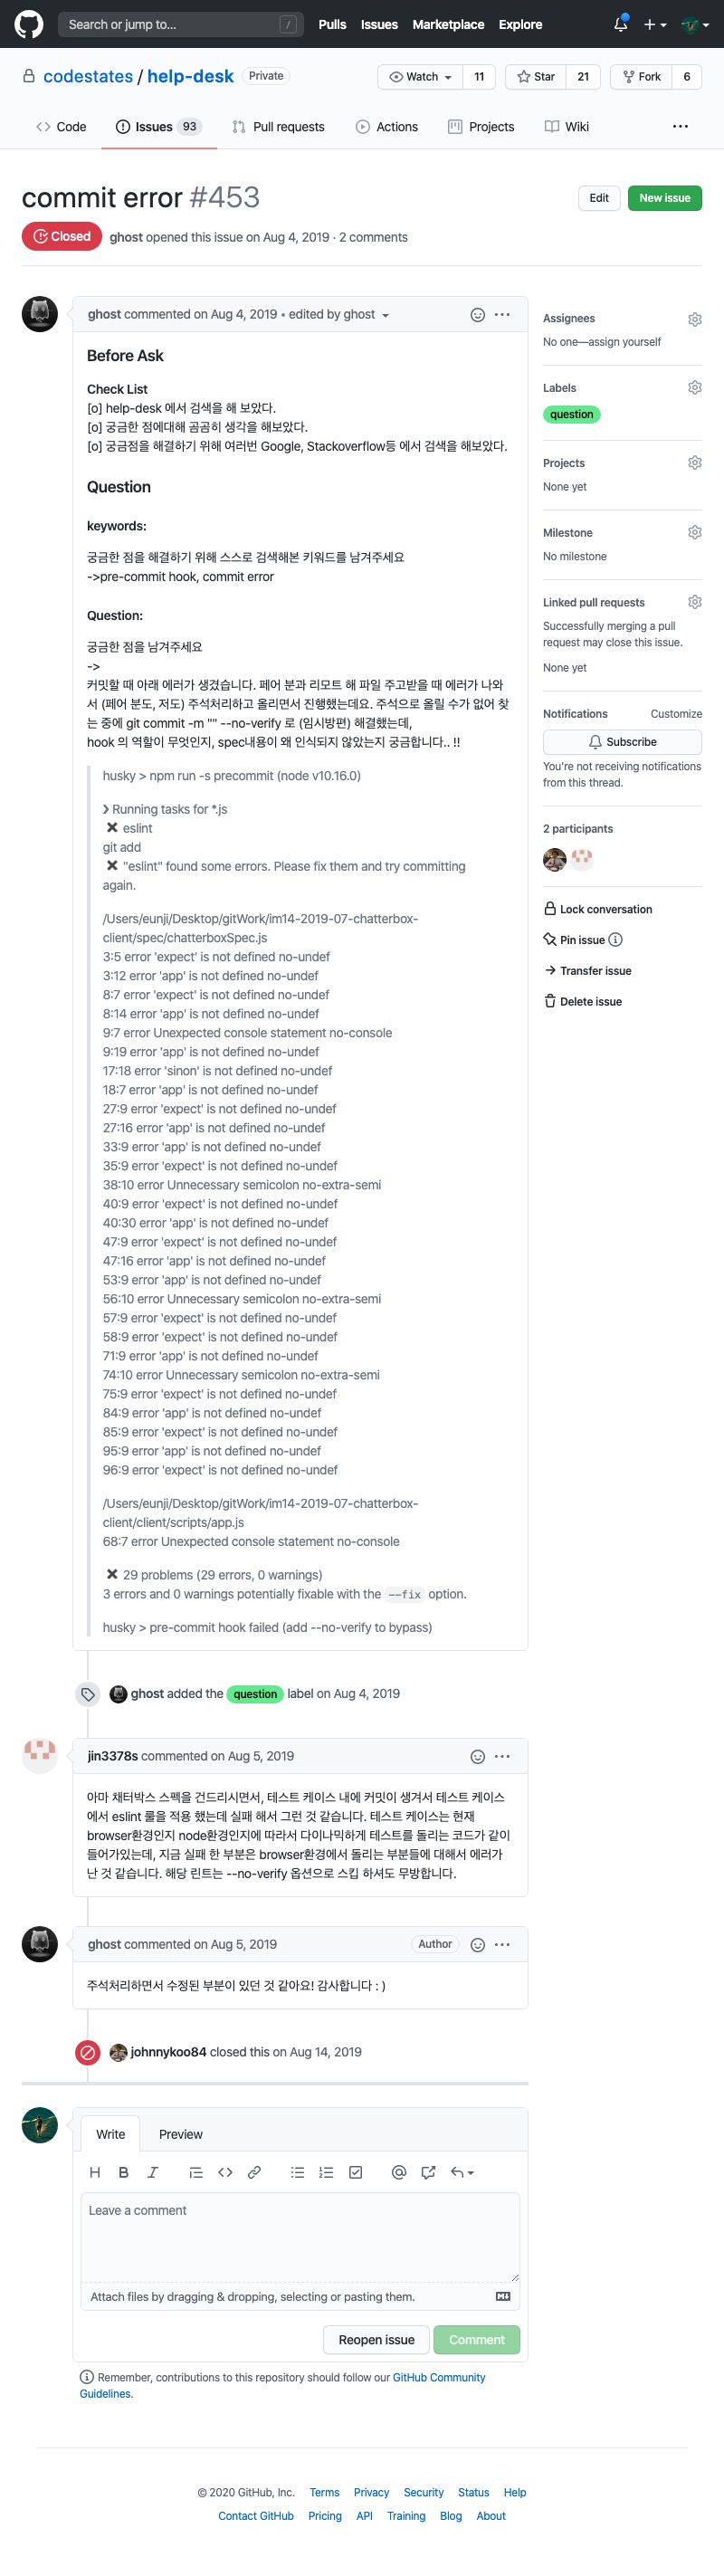 Search or jump to... /
Pulls Issues Marketplace Explore
codestates / help-desk Private
Watch 11 Star 21 Fork 6
Code Issues 93 Pull requests Actions Projects Wiki
commit error #453
Edit New issue
Closed ghost opened this issue on Aug 4, 2019 · 2 comments
ghost commented on Aug 4, 2019 • edited by ghost
Before Ask
Check List
[o] help-desk 에서 검색을 해 보았다.
[o] 궁금한 점에대해 곰곰히 생각을 해보았다.
[o] 궁금점을 해결하기 위해 여러번 Google, Stackoverflow등 에서 검색을 해보았다.
Question
keywords:
궁금한 점을 해결하기 위해 스스로 검색해본 키워드를 남겨주세요
->pre-commit hook, commit error
Question:
궁금한 점을 남겨주세요
->
커밋할 때 아래 에러가 생겼습니다. 페어 분과 리모트 해 파일 주고받을 때 에러가 나와
서 (페어 분도, 저도) 주석처리하고 올리면서 진행했는데요. 주석으로 올릴 수가 없어 찾
는 중에 git commit -m "" --no-verify 로 (임시방편) 해결했는데,
hook 의 역할이 무엇인지, spec내용이 왜 인식되지 않았는지 궁금합니다.. !!
husky > npm run -s precommit (node v10.16.0)
❯ Running tasks for *.js
✖ eslint
git add
✖ "eslint" found some errors. Please fix them and try committing
again.
/Users/eunji/Desktop/gitWork/im14-2019-07-chatterbox-
client/spec/chatterboxSpec.js
3:5 error 'expect' is not defined no-undef
3:12 error 'app' is not defined no-undef
8:7 error 'expect' is not defined no-undef
8:14 error 'app' is not defined no-undef
9:7 error Unexpected console statement no-console
9:19 error 'app' is not defined no-undef
17:18 error 'sinon' is not defined no-undef
18:7 error 'app' is not defined no-undef
27:9 error 'expect' is not defined no-undef
27:16 error 'app' is not defined no-undef
33:9 error 'app' is not defined no-undef
35:9 error 'expect' is not defined no-undef
38:10 error Unnecessary semicolon no-extra-semi
40:9 error 'expect' is not defined no-undef
40:30 error 'app' is not defined no-undef
47:9 error 'expect' is not defined no-undef
47:16 error 'app' is not defined no-undef
53:9 error 'app' is not defined no-undef
56:10 error Unnecessary semicolon no-extra-semi
57:9 error 'expect' is not defined no-undef
58:9 error 'expect' is not defined no-undef
71:9 error 'app' is not defined no-undef
74:10 error Unnecessary semicolon no-extra-semi
75:9 error 'expect' is not defined no-undef
84:9 error 'app' is not defined no-undef
85:9 error 'expect' is not defined no-undef
95:9 error 'app' is not defined no-undef
96:9 error 'expect' is not defined no-undef
/Users/eunji/Desktop/gitWork/im14-2019-07-chatterbox-
client/client/scripts/app.js
68:7 error Unexpected console statement no-console
✖ 29 problems (29 errors, 0 warnings)
3 errors and 0 warnings potentially fixable with the --fix option.
husky > pre-commit hook failed (add --no-verify to bypass)
ghost added the question label on Aug 4, 2019
jin3378s commented on Aug 5, 2019
아마 채터박스 스펙을 건드리시면서, 테스트 케이스 내에 커밋이 생겨서 테스트 케이스
에서 eslint 룰을 적용 했는데 실패 해서 그런 것 같습니다. 테스트 케이스는 현재
browser환경인지 node환경인지에 따라서 다이나믹하게 테스트를 돌리는 코드가 같이
들어가있는데, 지금 실패 한 부분은 browser환경에서 돌리는 부분들에 대해서 에러가
난 것 같습니다. 해당 린트는 --no-verify 옵션으로 스킵 하셔도 무방합니다.
ghost commented on Aug 5, 2019 Author
주석처리하면서 수정된 부분이 있던 것 같아요! 감사합니다 : )
johnnykoo84 closed this on Aug 14, 2019
Write Preview
Leave a comment
Attach files by dragging & dropping, selecting or pasting them.
Reopen issue Comment
Remember, contributions to this repository should follow our GitHub Community
Guidelines.
Assignees
No one—assign yourself
Labels
question
Projects
None yet
Milestone
No milestone
Linked pull requests
Successfully merging a pull
request may close this issue.
None yet
Notifications Customize
Subscribe
You're not receiving notifications
from this thread.
2 participants
Lock conversation
Pin issue
Transfer issue
Delete issue
© 2020 GitHub, Inc. Terms Privacy Security Status Help
Contact GitHub Pricing API Training Blog About